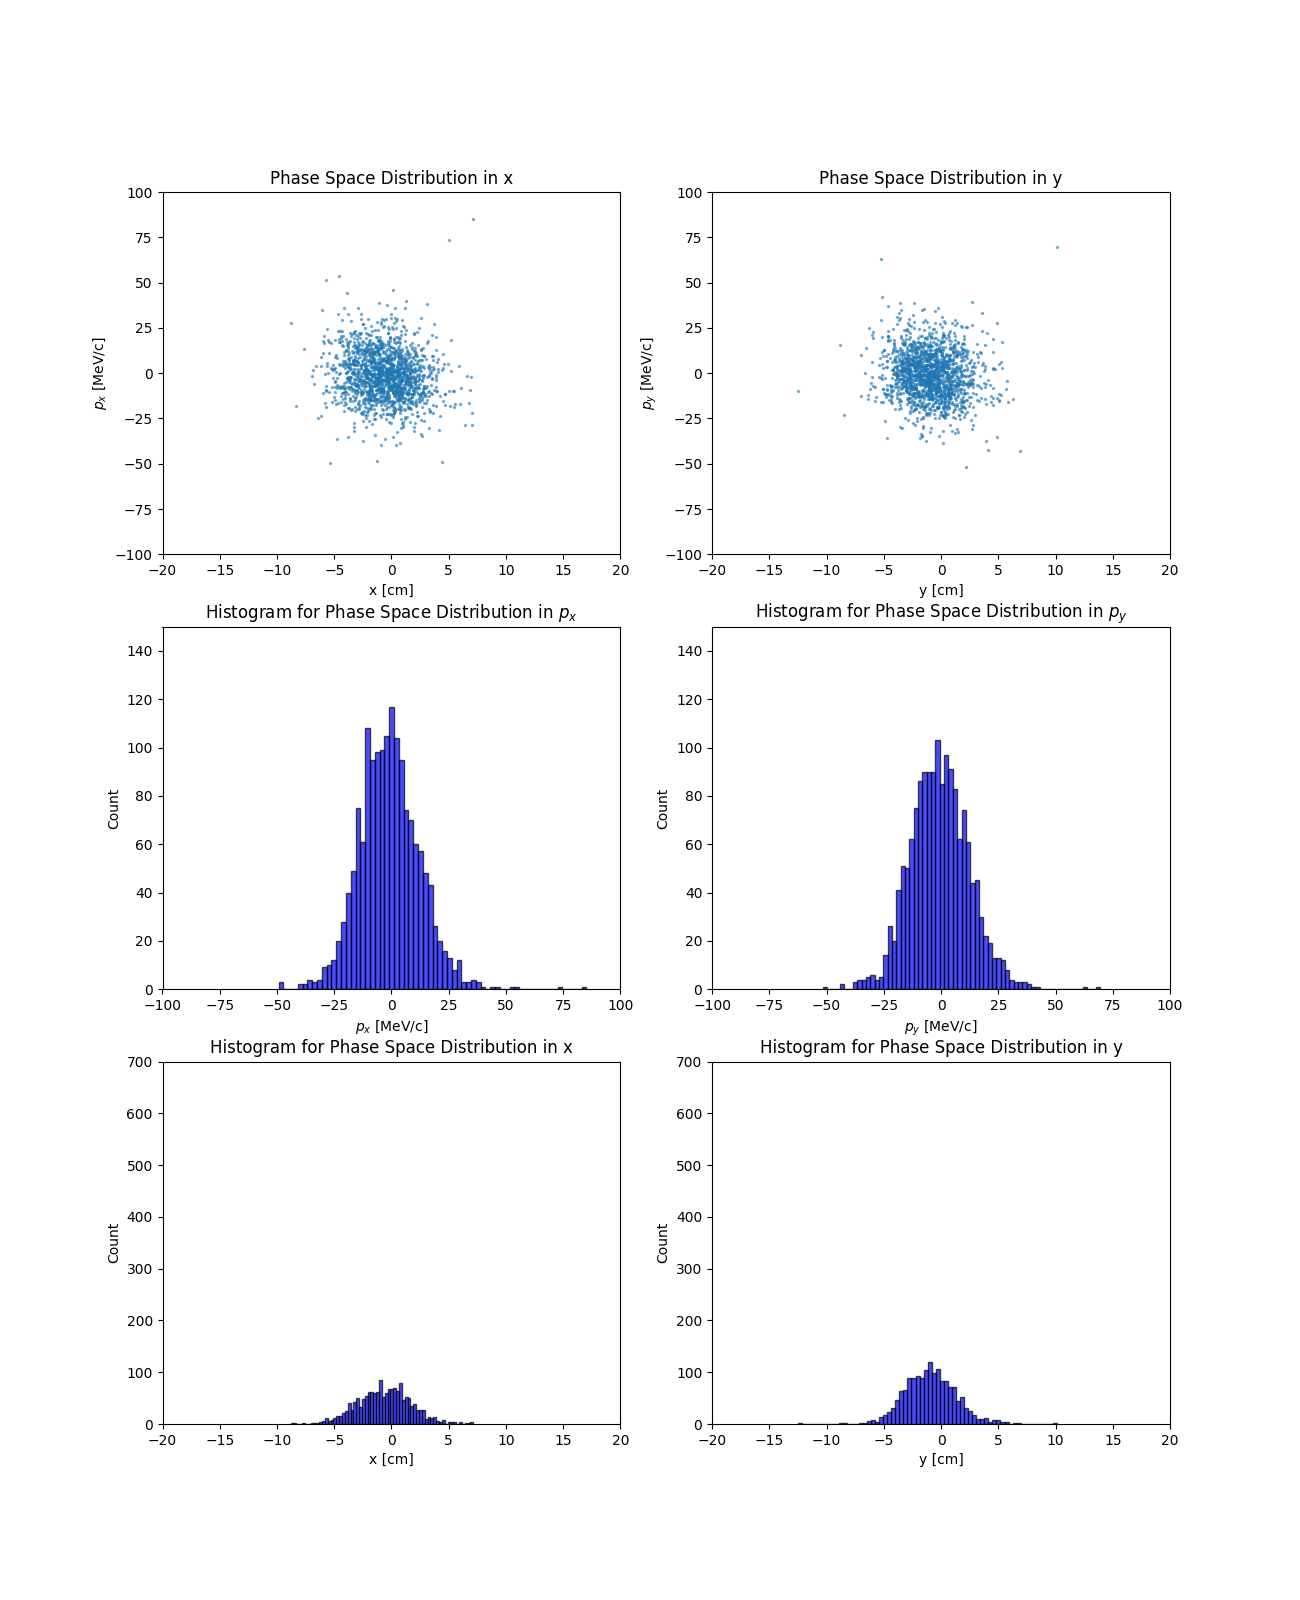 Phase Space Distribution in x
Phase Space Distribution in y
100
75
50
25
0
−25
−50
−75
−100
pₓ [MeV/c]
−20 −15 −10 −5 0 5 10 15 20
x [cm]
100
75
50
25
0
−25
−50
−75
−100
p_y [MeV/c]
−20 −15 −10 −5 0 5 10 15 20
y [cm]
Histogram for Phase Space Distribution in pₓ
Histogram for Phase Space Distribution in p_y
140
120
100
80
60
40
20
0
Count
−100 −75 −50 −25 0 25 50 75 100
pₓ [MeV/c]
140
120
100
80
60
40
20
0
Count
−100 −75 −50 −25 0 25 50 75 100
p_y [MeV/c]
Histogram for Phase Space Distribution in x
Histogram for Phase Space Distribution in y
700
600
500
400
300
200
100
0
Count
−20 −15 −10 −5 0 5 10 15 20
x [cm]
700
600
500
400
300
200
100
0
Count
−20 −15 −10 −5 0 5 10 15 20
y [cm]